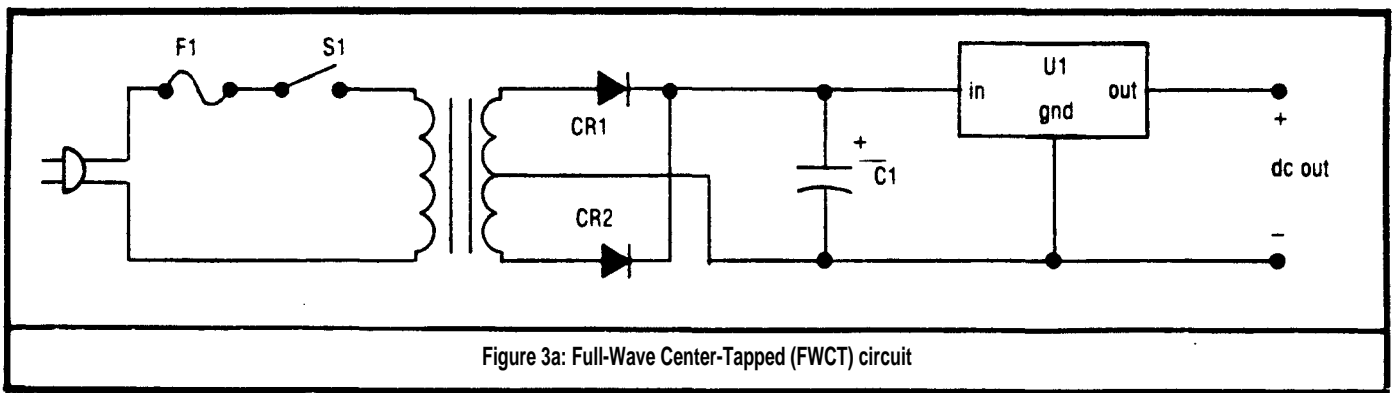 F1
S1
CR1
CR2
+
C1
U1
in
out
gnd
+
dc out
−
Figure 3a: Full-Wave Center-Tapped (FWCT) circuit